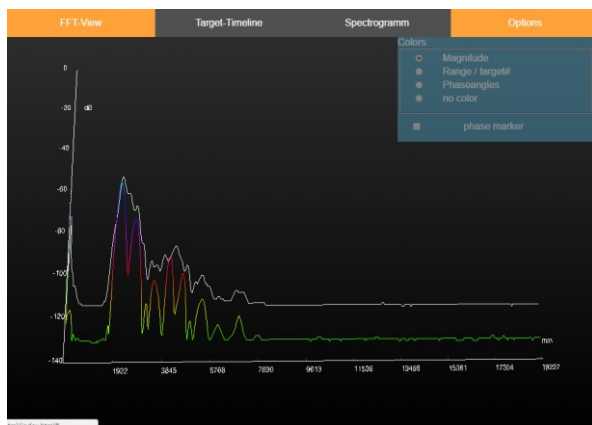 FFT-View Target-Timeline Spectrogramm Options
Colors
Magnitude
Range / target#
Phaseangles
no color
phase marker
0
-20 dB
-40
-60
-80
-100
-120
-140
mm
1922 3845 5768 7690 9613 11536 13458 15381 17304 19227